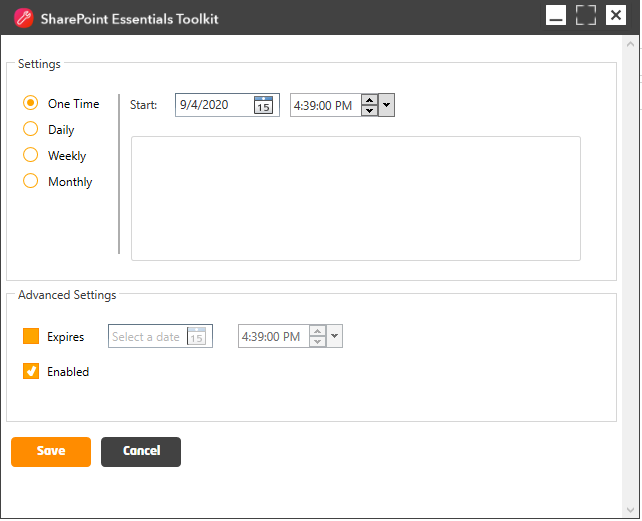 SharePoint Essentials Toolkit
Settings
One Time
Start:
9/4/2020
15
4:39:00 PM
Daily
Weekly
Monthly
Advanced Settings
Expires
Select a date
15
4:39:00 PM
Enabled
Save
Cancel